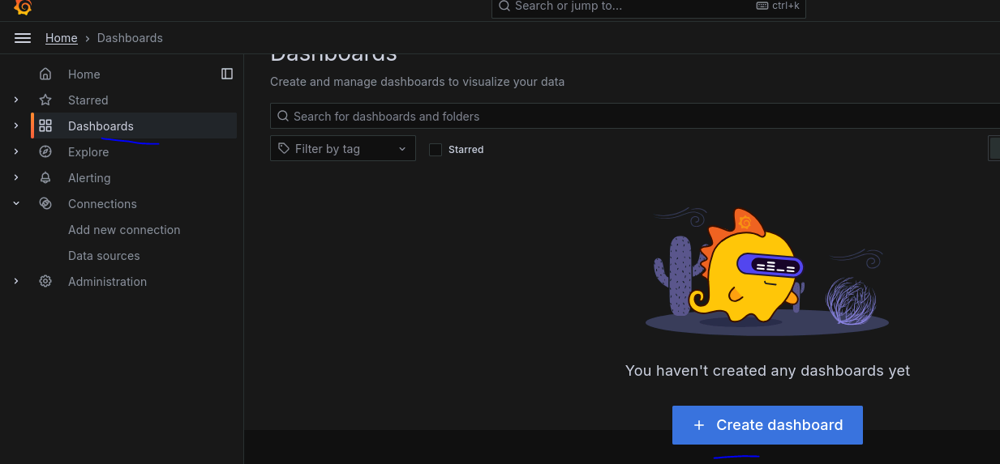 Search or jump to... ctrl+k
Home › Dashboards
Home
Starred
Dashboards
Explore
Alerting
Connections
Add new connection
Data sources
Administration
Dashboards
Create and manage dashboards to visualize your data
Search for dashboards and folders
Filter by tag Starred
You haven't created any dashboards yet
+ Create dashboard